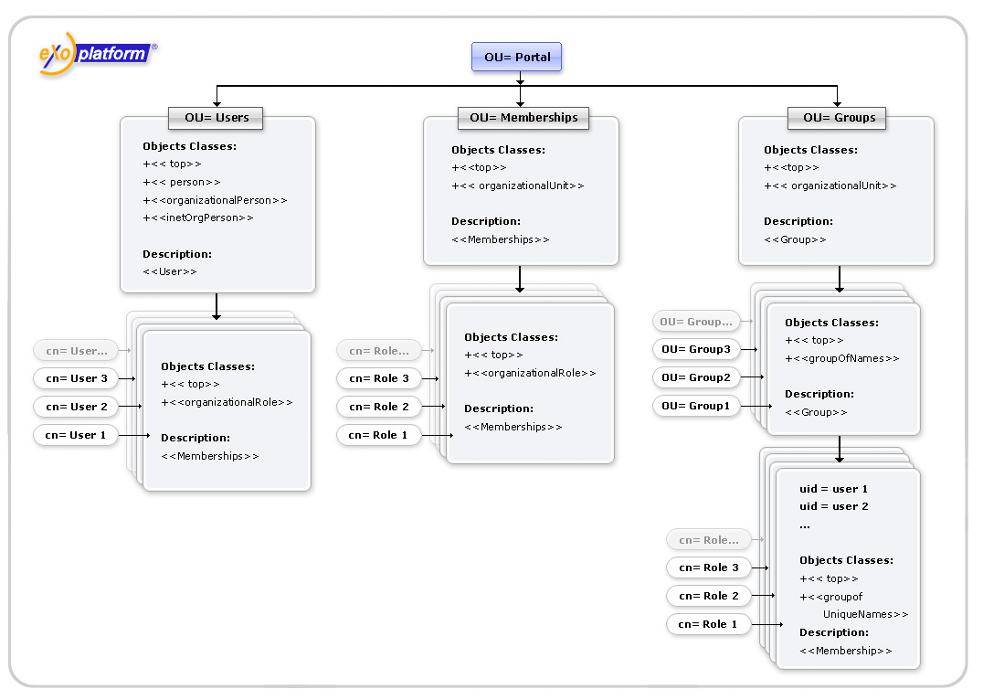 eXo platform®
OU= Portal
OU= Users
Objects Classes:
+<< top>>
+<< person>>
+<<organizationalPerson>>
+<<inetOrgPerson>>
Description:
<<User>>
cn= User...
cn= User 3
cn= User 2
cn= User 1
Objects Classes:
+<< top>>
+<<organizationalRole>>
Description:
<<Memberships>>
OU= Memberships
Objects Classes:
+<<top>>
+<< organizationalUnit>>
Description:
<<Memberships>>
cn= Role...
cn= Role 3
cn= Role 2
cn= Role 1
Objects Classes:
+<< top>>
+<<organizationalRole>>
Description:
<<Memberships>>
OU= Groups
Objects Classes:
+<<top>>
+<< organizationalUnit>>
Description:
<<Group>>
OU= Group...
OU= Group3
OU= Group2
OU= Group1
Objects Classes:
+<< top>>
+<<groupOfNames>>
Description:
<<Group>>
cn= Role...
cn= Role 3
cn= Role 2
cn= Role 1
uid = user 1
uid = user 2
...
Objects Classes:
+<< top>>
+<<groupof
UniqueNames>>
Description:
<<Membership>>